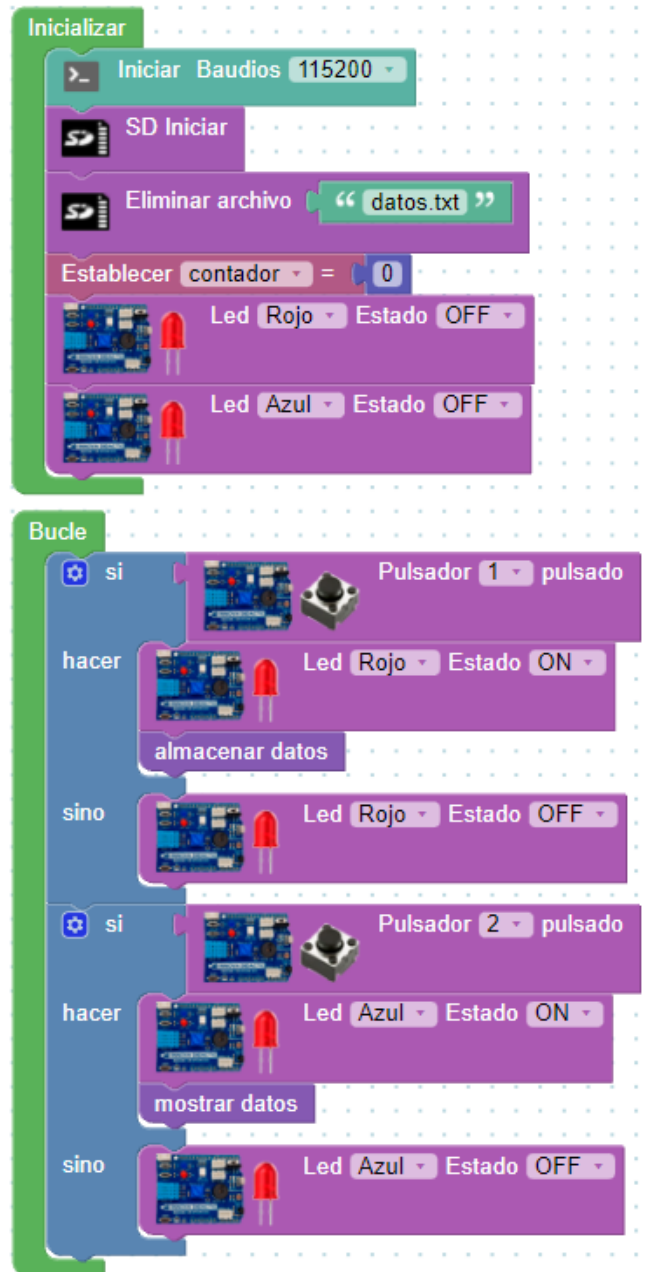 Inicializar
Iniciar Baudios 115200
SD Iniciar
Eliminar archivo “ datos.txt ”
Establecer contador = 0
Led Rojo Estado OFF
Led Azul Estado OFF
Bucle
si Pulsador 1 pulsado
hacer Led Rojo Estado ON
almacenar datos
sino Led Rojo Estado OFF
si Pulsador 2 pulsado
hacer Led Azul Estado ON
mostrar datos
sino Led Azul Estado OFF